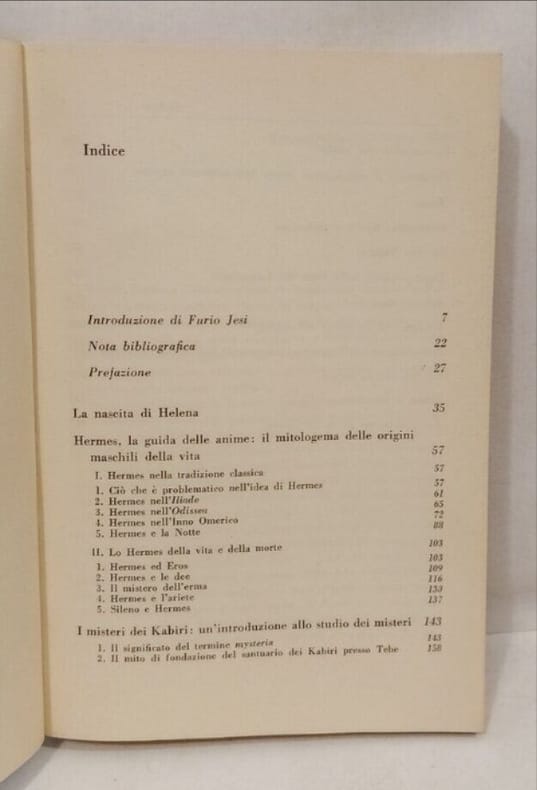 Indice
Introduzione di Furio Jesi 7
Nota bibliografica 22
Prefazione 27
La nascita di Helena 35
Hermes, la guida delle anime: il mitologema delle origini
maschili della vita 57
I. Hermes nella tradizione classica 57
1. Ciò che è problematico nell'idea di Hermes 57
2. Hermes nell'Iliade 61
3. Hermes nell'Odissea 65
4. Hermes nell'Inno Omerico 72
5. Hermes e la Notte 88
II. Lo Hermes della vita e della morte 103
1. Hermes ed Eros 103
2. Hermes e le dee 109
3. Il mistero dell'erma 116
4. Hermes e l'ariete 130
5. Sileno e Hermes 137
I misteri dei Kabiri: un'introduzione allo studio dei misteri 143
1. Il significato del termine mysteria 143
2. Il mito di fondazione del santuario dei Kabiri presso Tebe 158